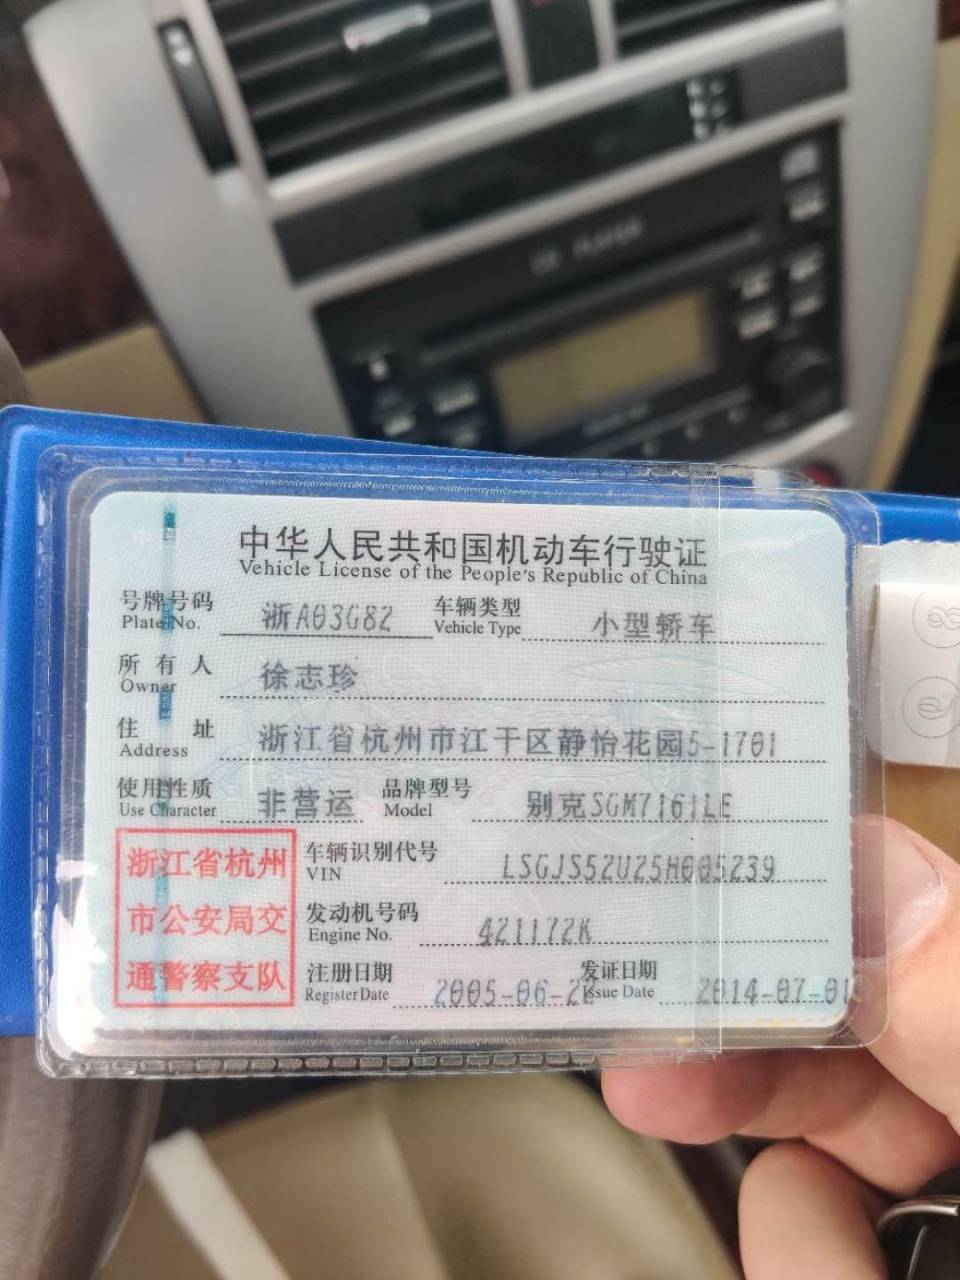 中华人民共和国机动车行驶证
Vehicle License of the People's Republic of China
号牌号码 浙A03G82 车辆类型 小型轿车
Plate No. Vehicle Type
所有人 徐志珍
Owner
住址 浙江省杭州市江干区静怡花园5-1701
Address
使用性质 非营运 品牌型号 别克SGM7161LE
Use Character Model
浙江省杭州
市公安局交
通警察支队
车辆识别代号 LSGJS52U25H005239
VIN
发动机号码 421172K
Engine No.
注册日期 2005-06-22 发证日期 2014-07-01
Register Date Issue Date